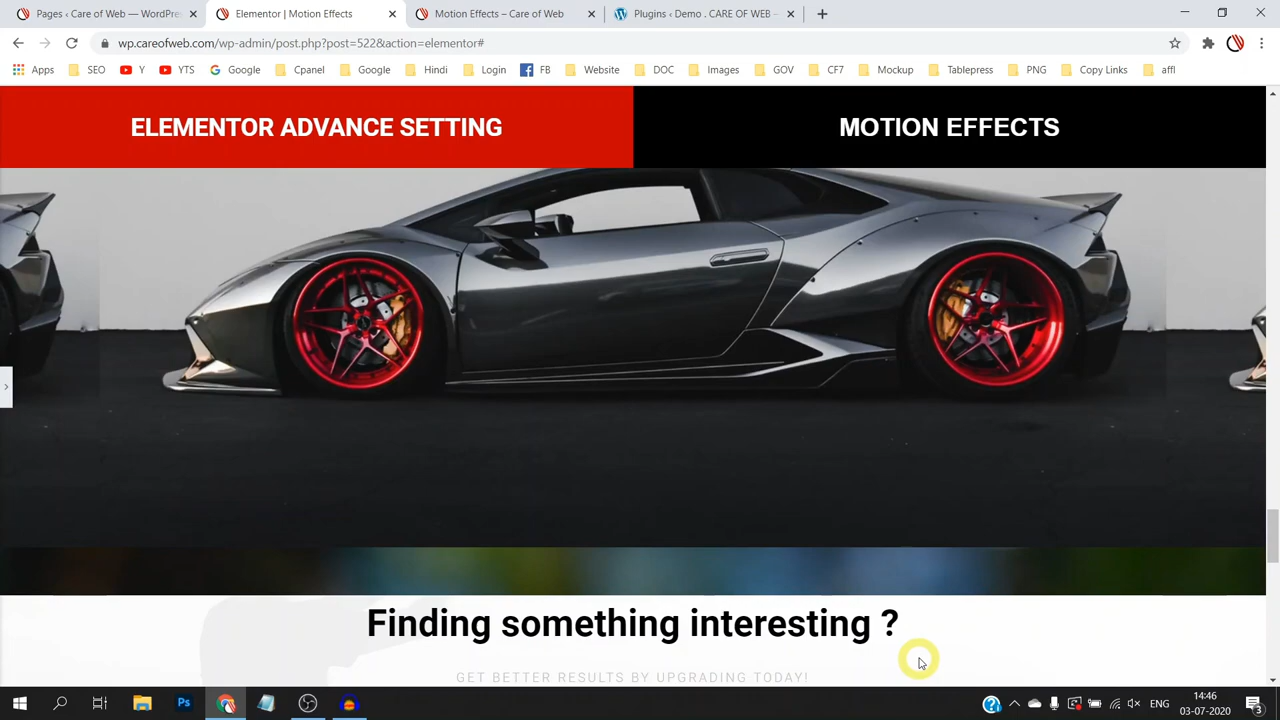 Pages ‹ Care of Web — WordPre
Elementor | Motion Effects
Motion Effects – Care of Web
Plugins ‹ Demo . CARE OF WEB –
wp.careofweb.com/wp-admin/post.php?post=522&action=elementor#
Apps SEO Y YTS Google Cpanel Google Hindi Login FB Website DOC Images GOV CF7 Mockup Tablepress PNG Copy Links affl
ELEMENTOR ADVANCE SETTING
MOTION EFFECTS
Finding something interesting ?
GET BETTER RESULTS BY UPGRADING TODAY!
Ps
ENG
14:46
03-07-2020
3